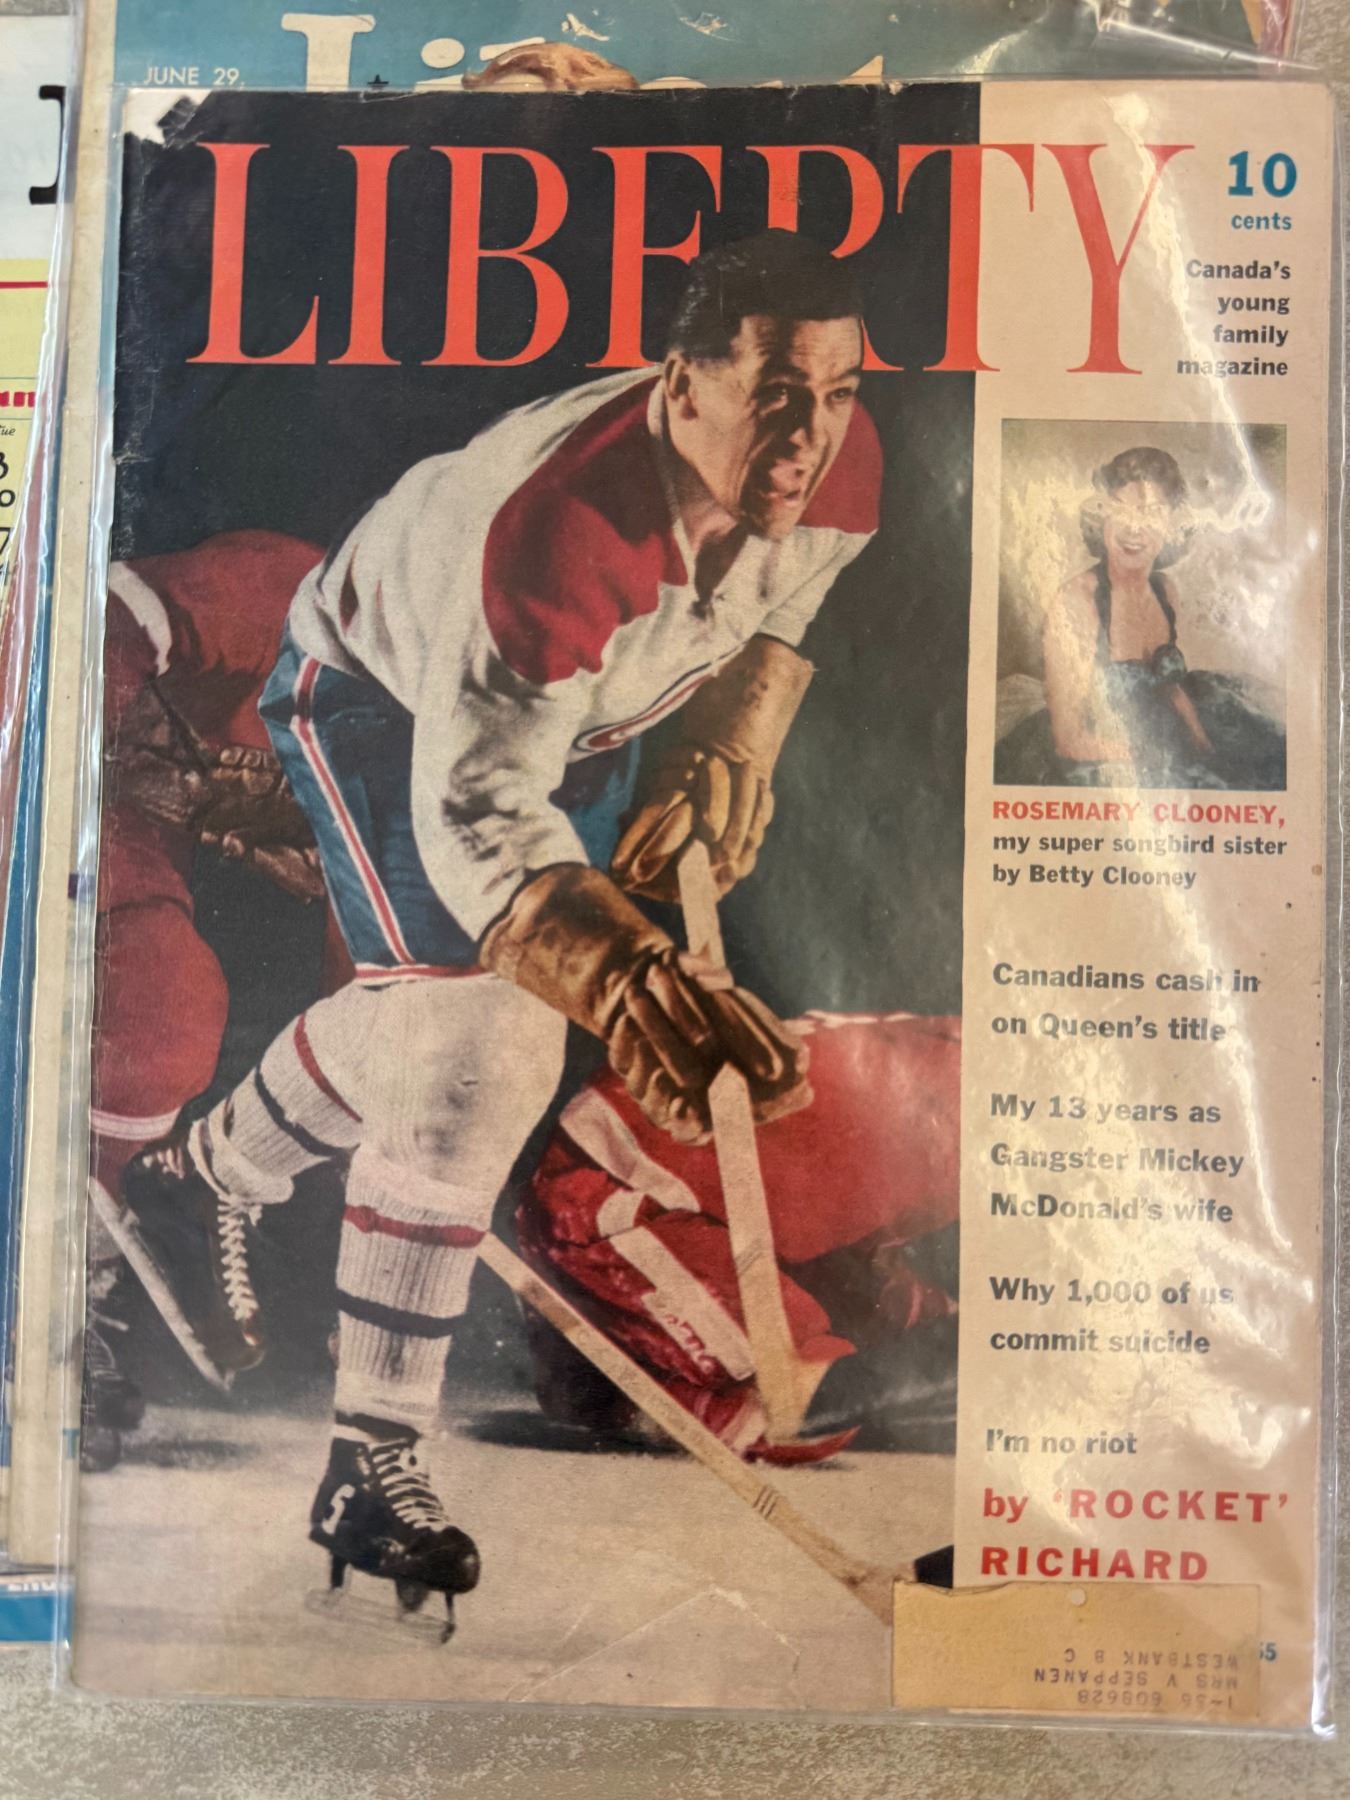 JUNE 29,
LIBERTY
10
cents
Canada's
young
family
magazine
ROSEMARY CLOONEY,
my super songbird sister
by Betty Clooney
Canadians cash in
on Queen's title
My 13 years as
Gangster Mickey
McDonald's wife
Why 1,000 of us
commit suicide
I'm no riot
by 'ROCKET'
RICHARD
55
1-56 608628
MRS V SEPPANEN
WESTBANK B C
5